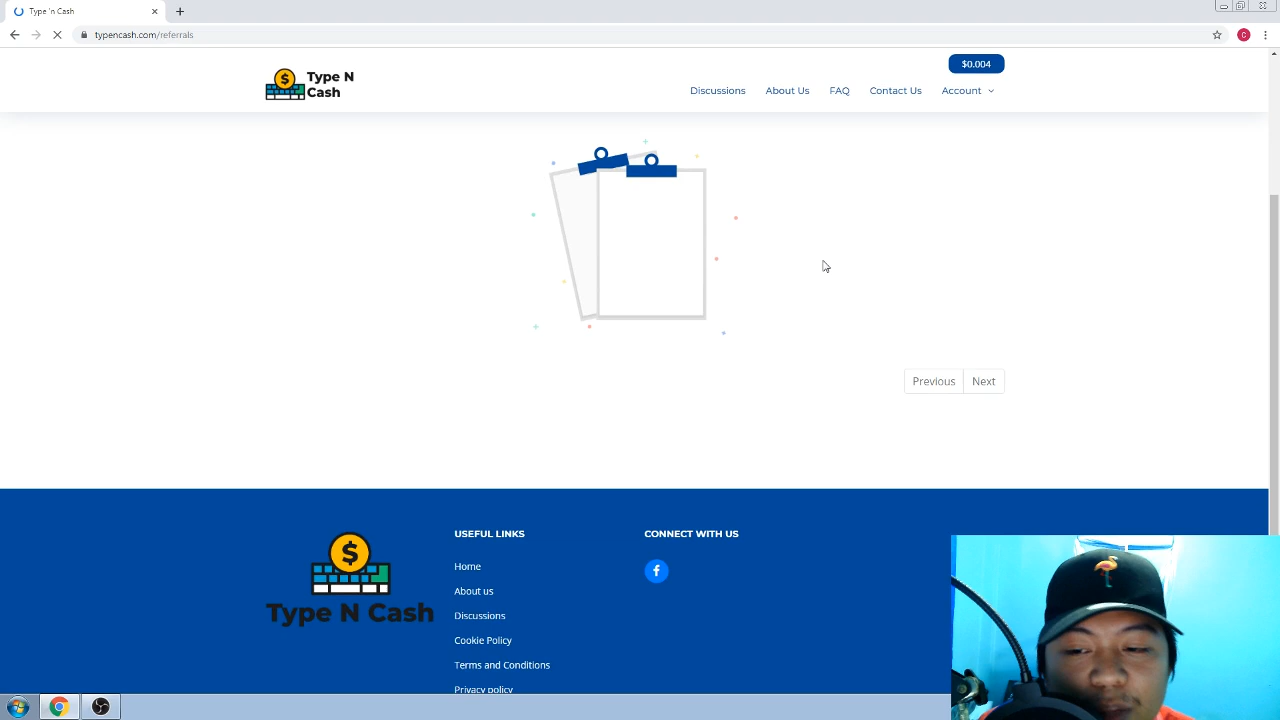 Type 'n Cash
typencash.com/referrals
C
$0.004
Type N
Cash
Discussions
About Us
FAQ
Contact Us
Account
Previous
Next
USEFUL LINKS
CONNECT WITH US
Home
About us
Type N Cash
Discussions
Cookie Policy
Terms and Conditions
Privacy policy